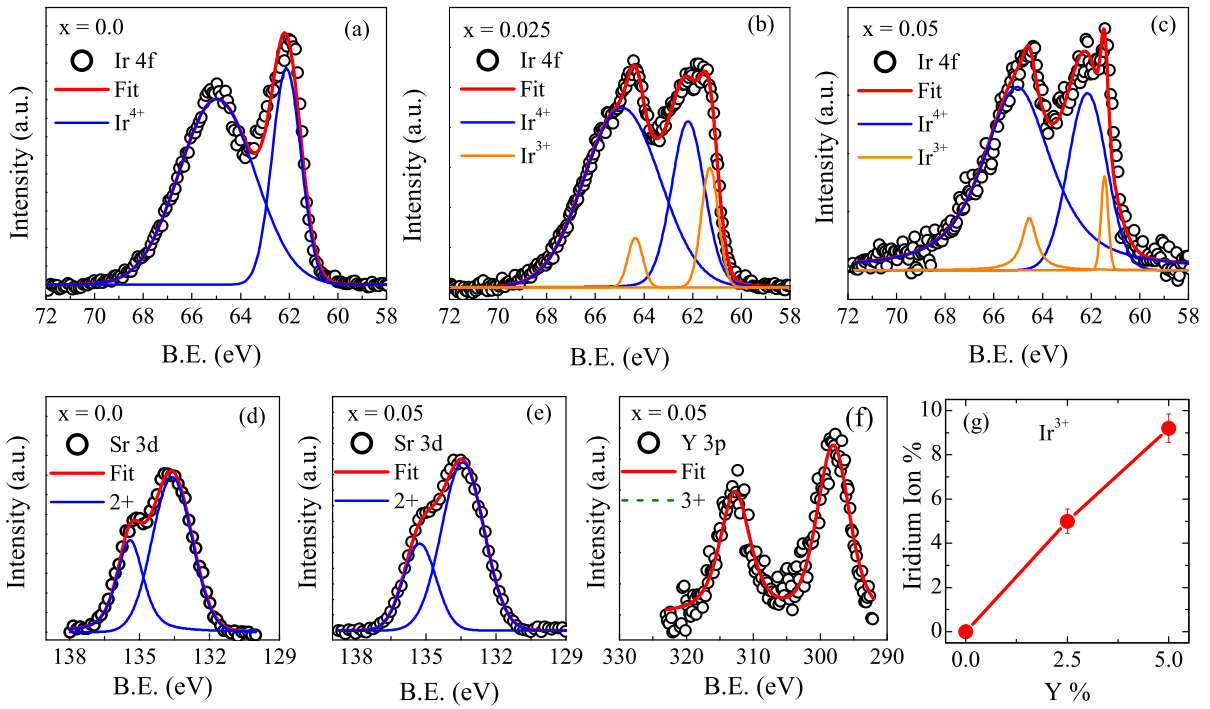 x = 0.0
(a)
Ir 4f
Fit
Ir⁴⁺
Intensity (a.u.)
72 70 68 66 64 62 60 58
B.E. (eV)
x = 0.025
(b)
Ir 4f
Fit
Ir⁴⁺
Ir³⁺
Intensity (a.u.)
72 70 68 66 64 62 60 58
B.E. (eV)
x = 0.05
(c)
Ir 4f
Fit
Ir⁴⁺
Ir³⁺
Intensity (a.u.)
72 70 68 66 64 62 60 58
B.E. (eV)
x = 0.0
(d)
Sr 3d
Fit
2+
Intensity (a.u.)
138 135 132 129
B.E. (eV)
x = 0.05
(e)
Sr 3d
Fit
2+
Intensity (a.u.)
138 135 132 129
B.E. (eV)
x = 0.05
(f)
Y 3p
Fit
3+
Intensity (a.u.)
330 320 310 300 290
B.E. (eV)
(g)
Ir³⁺
Iridium Ion %
10
8
6
4
2
0
0.0 2.5 5.0
Y %